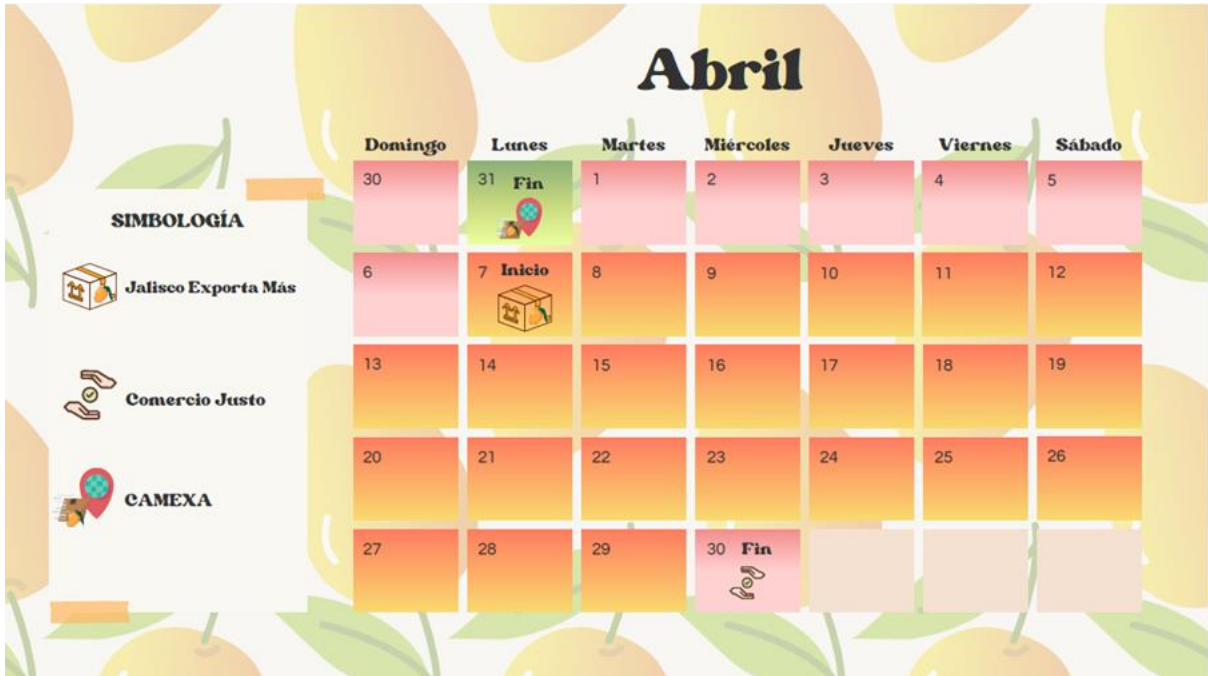 Abril
Domingo Lunes Martes Miércoles Jueves Viernes Sábado
30 31 Fin 1 2 3 4 5
SIMBOLOGÍA
6 7 Inicio 8 9 10 11 12
Jalisco Exporta Más
13 14 15 16 17 18 19
Comercio Justo
20 21 22 23 24 25 26
CAMEXA
27 28 29 30 Fin